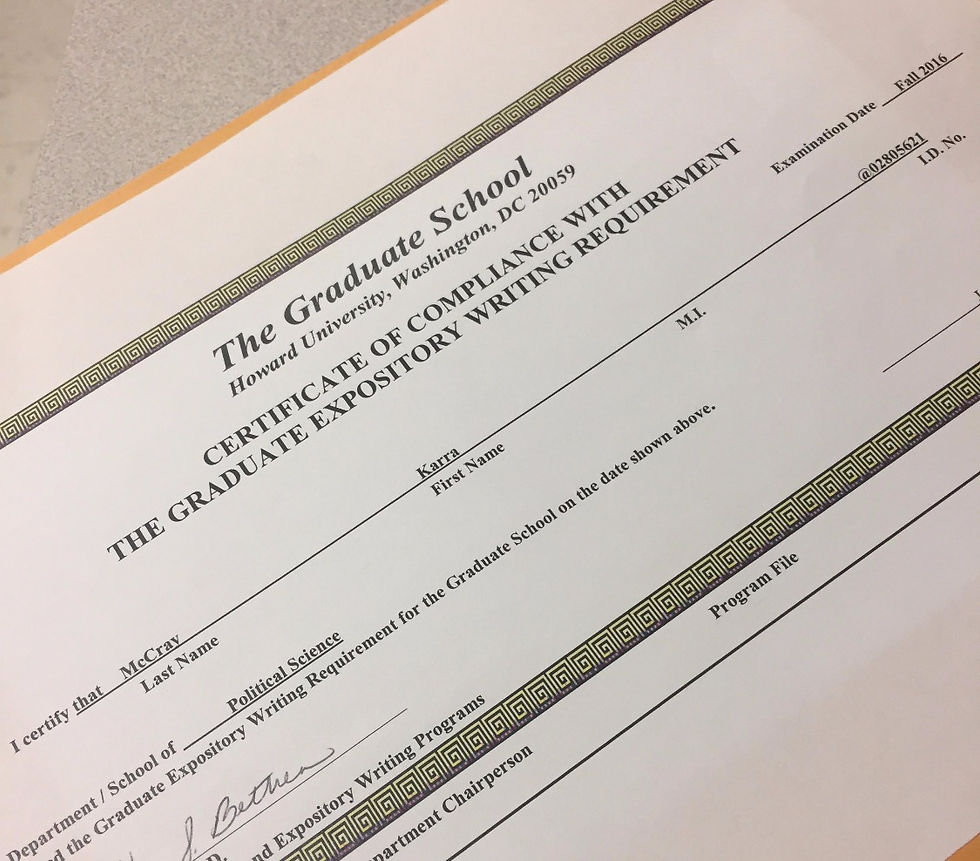 The Graduate School
Howard University, Washington, DC 20059
CERTIFICATE OF COMPLIANCE WITH
THE GRADUATE EXPOSITORY WRITING REQUIREMENT
Examination Date Fall 2016
@02805621
I.D. No.
I certify that McCray Karra
Last Name First Name M.I.
Department / School of Political Science
the Graduate Expository Writing Requirement for the Graduate School on the date shown above.
J. Bethea
D.
and Expository Writing Programs
Chairperson Program File